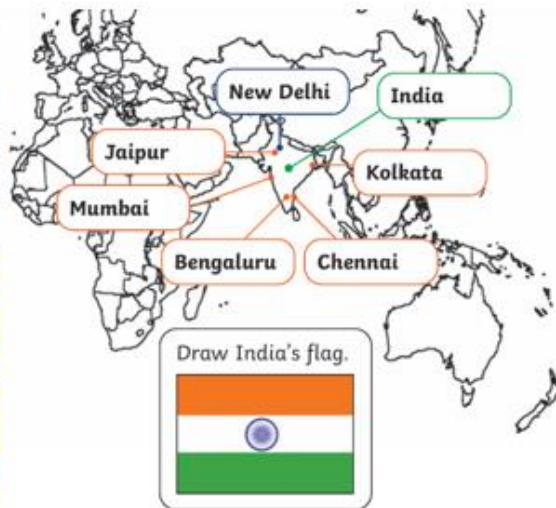 New Delhi
India
Jaipur
Kolkata
Mumbai
Bengaluru
Chennai
Draw India's flag.